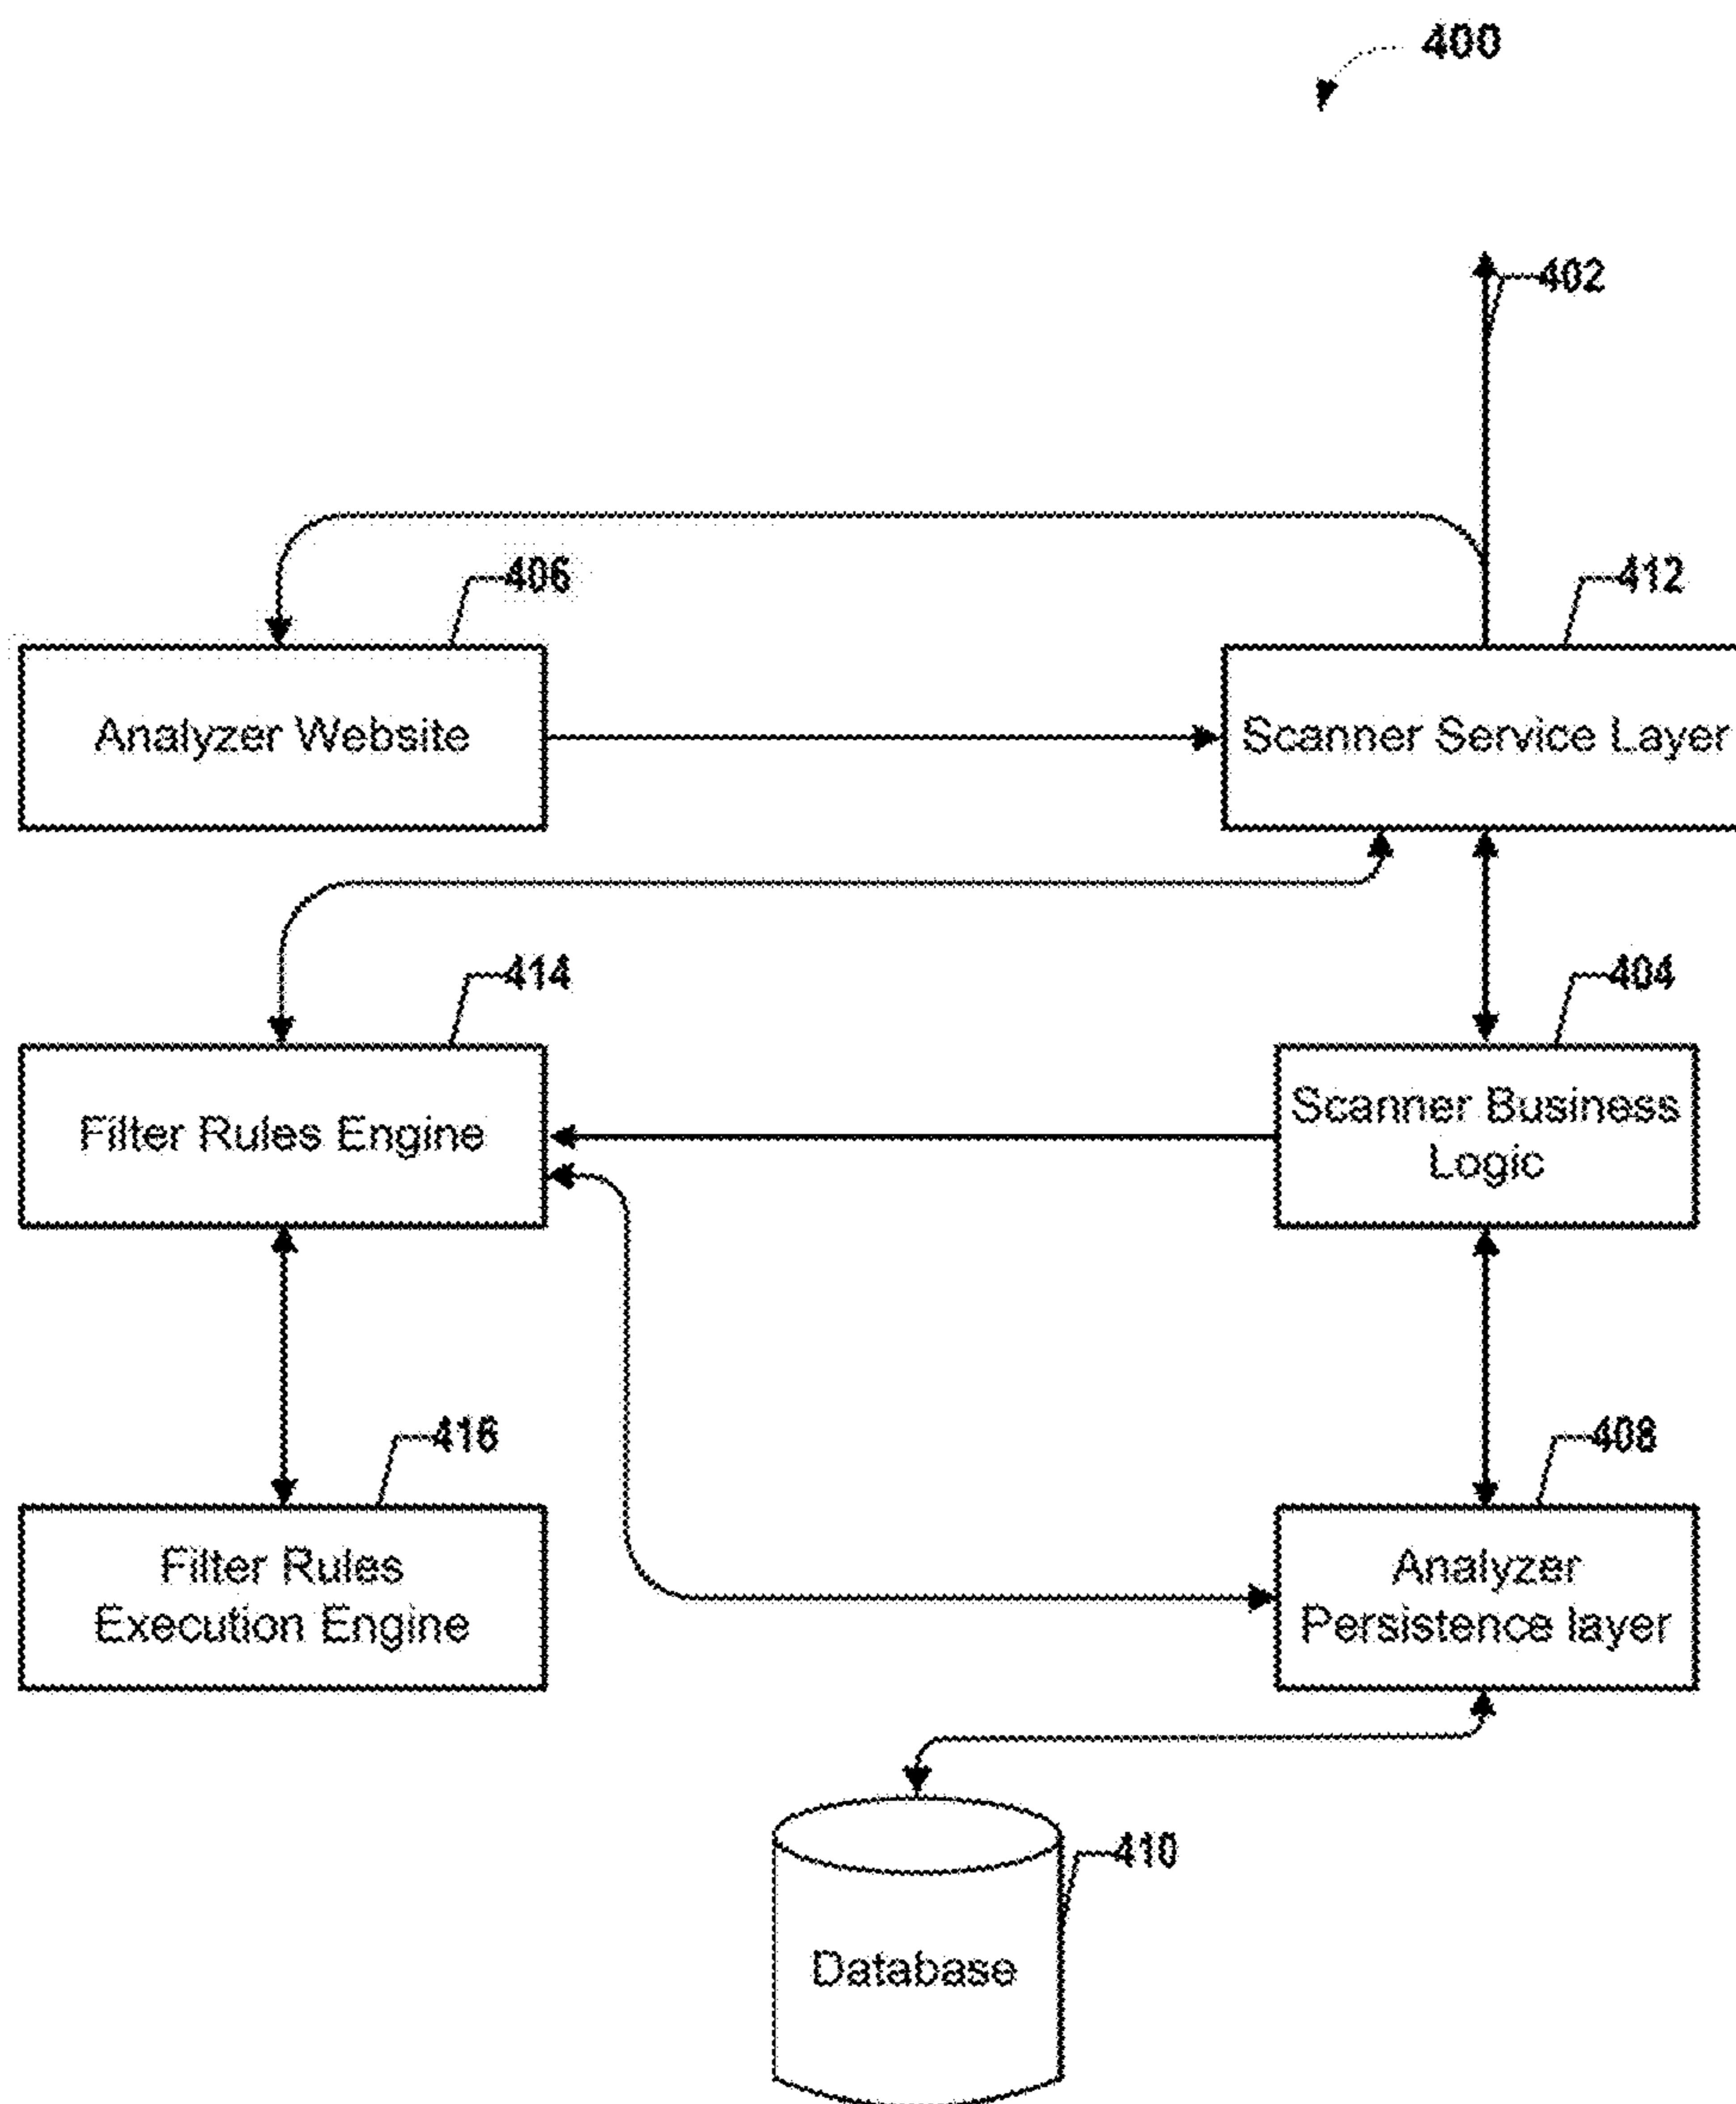 400
402
406
412
Analyzer Website
Scanner Service Layer
414
404
Filter Rules Engine
Scanner Business
Logic
416
408
Filter Rules
Execution Engine
Analyzer
Persistence layer
410
Database